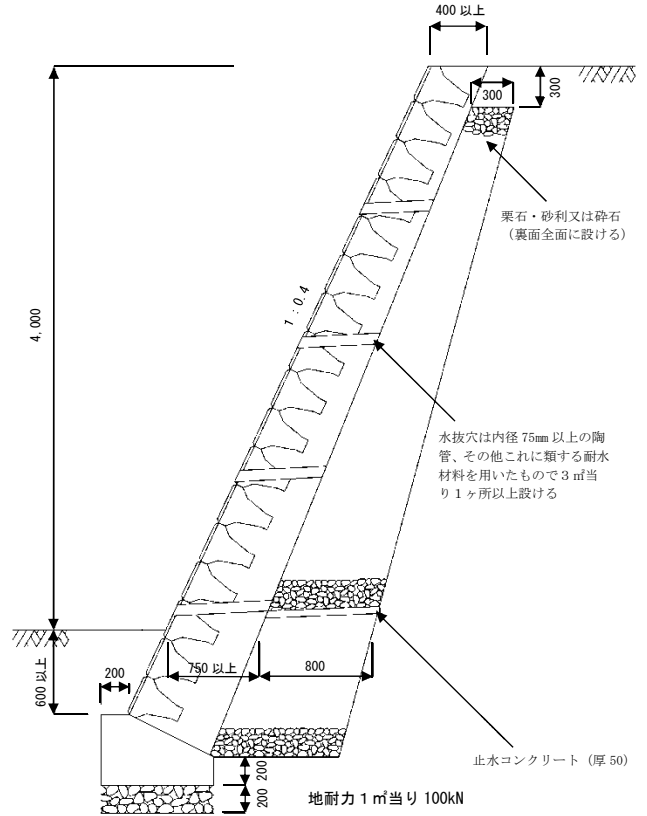 400 以上
300
300
栗石・砂利又は砕石
（裏面全面に設ける）
1：0.4
4,000
水抜穴は内径 75㎜以上の陶
管、その他これに類する耐水
材料を用いたもので３㎡当
り１ヶ所以上設ける
600 以上
200
750 以上
800
止水コンクリート（厚 50）
200
200
地耐力１㎡当り 100kN